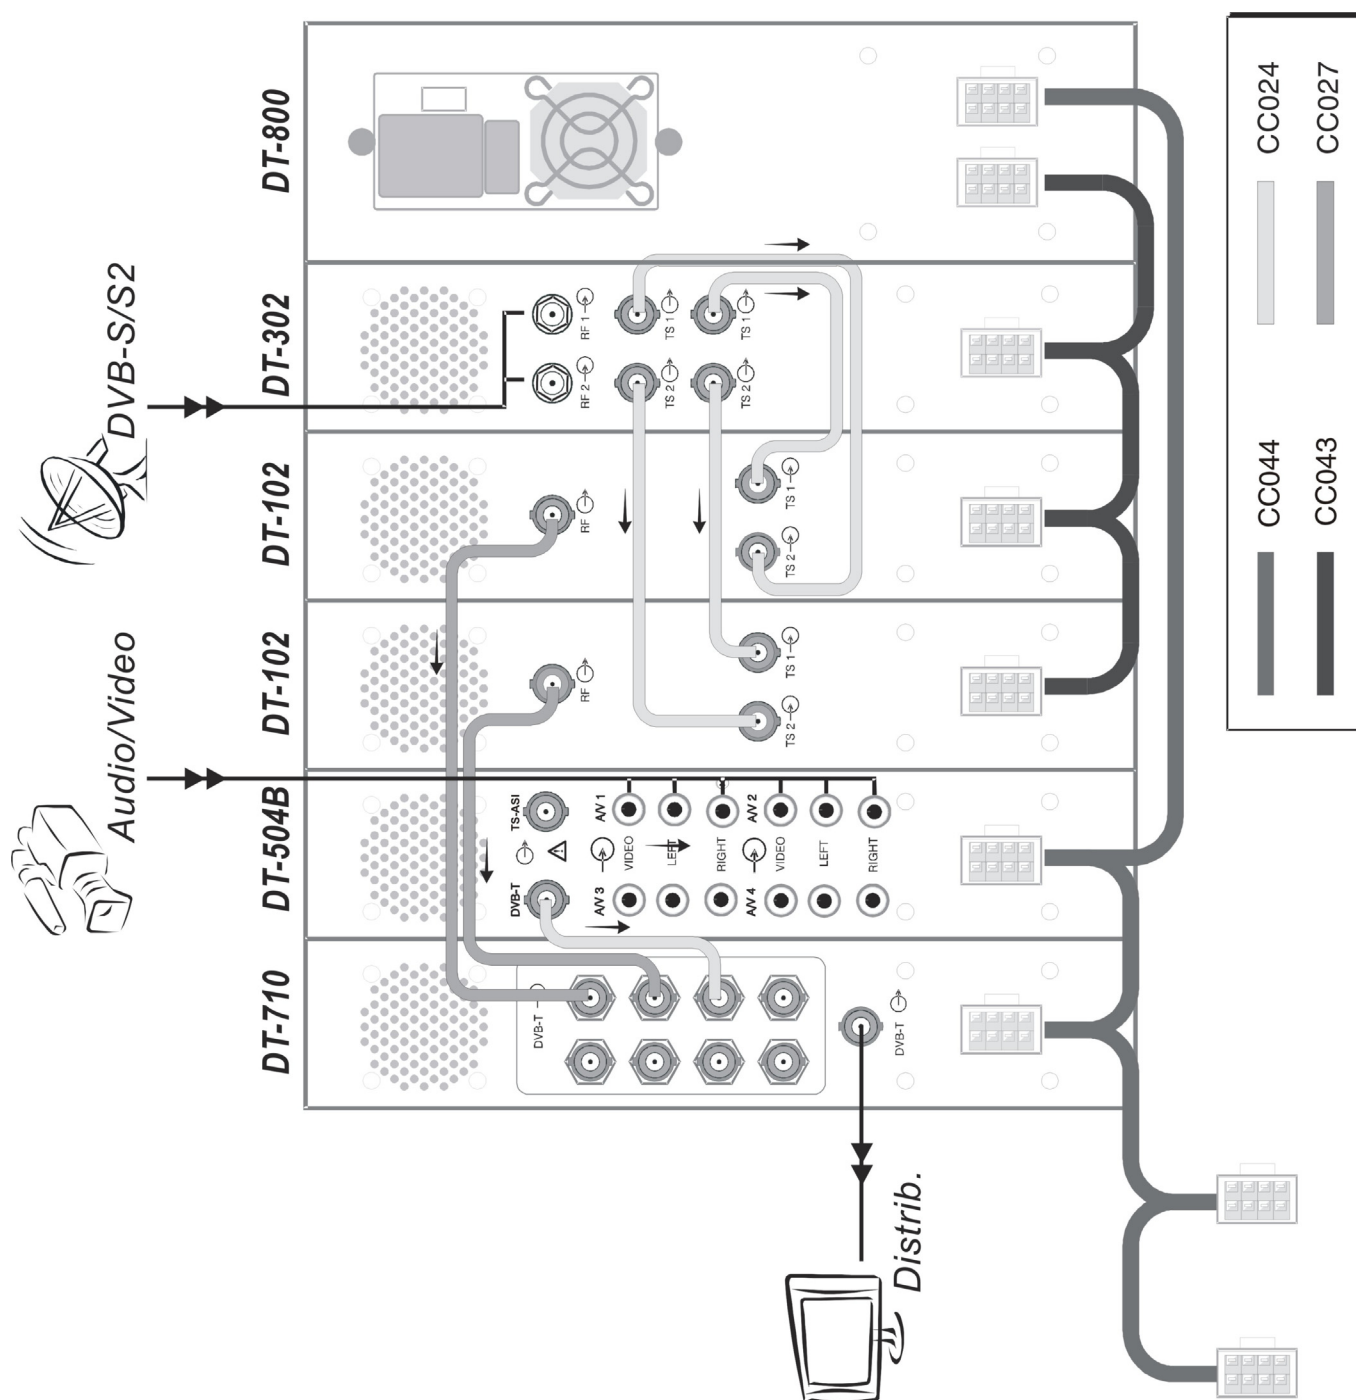 DT-710
DT-504B
DT-102
DT-102
DT-302
DT-800
Audio/Video
DVB-S/S2
Distrib.
DVB-T
DVB-T
DVB-T
TS-ASI
A/V 3
A/V 1
VIDEO
LEFT
RIGHT
A/V 4
A/V 2
VIDEO
LEFT
RIGHT
RF
TS 2
TS 1
RF
TS 2
TS 1
RF 2
RF 1
TS 2
TS 1
TS 2
TS 1
CC044
CC024
CC043
CC027